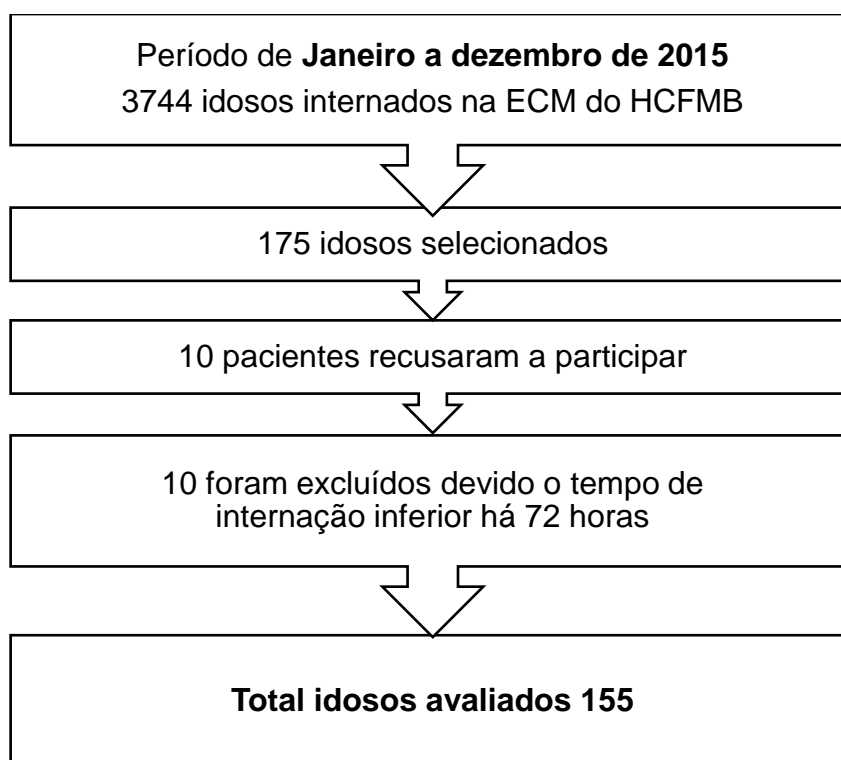 Período de Janeiro a dezembro de 2015
3744 idosos internados na ECM do HCFMB
175 idosos selecionados
10 pacientes recusaram a participar
10 foram excluídos devido o tempo de
internação inferior há 72 horas
Total idosos avaliados 155